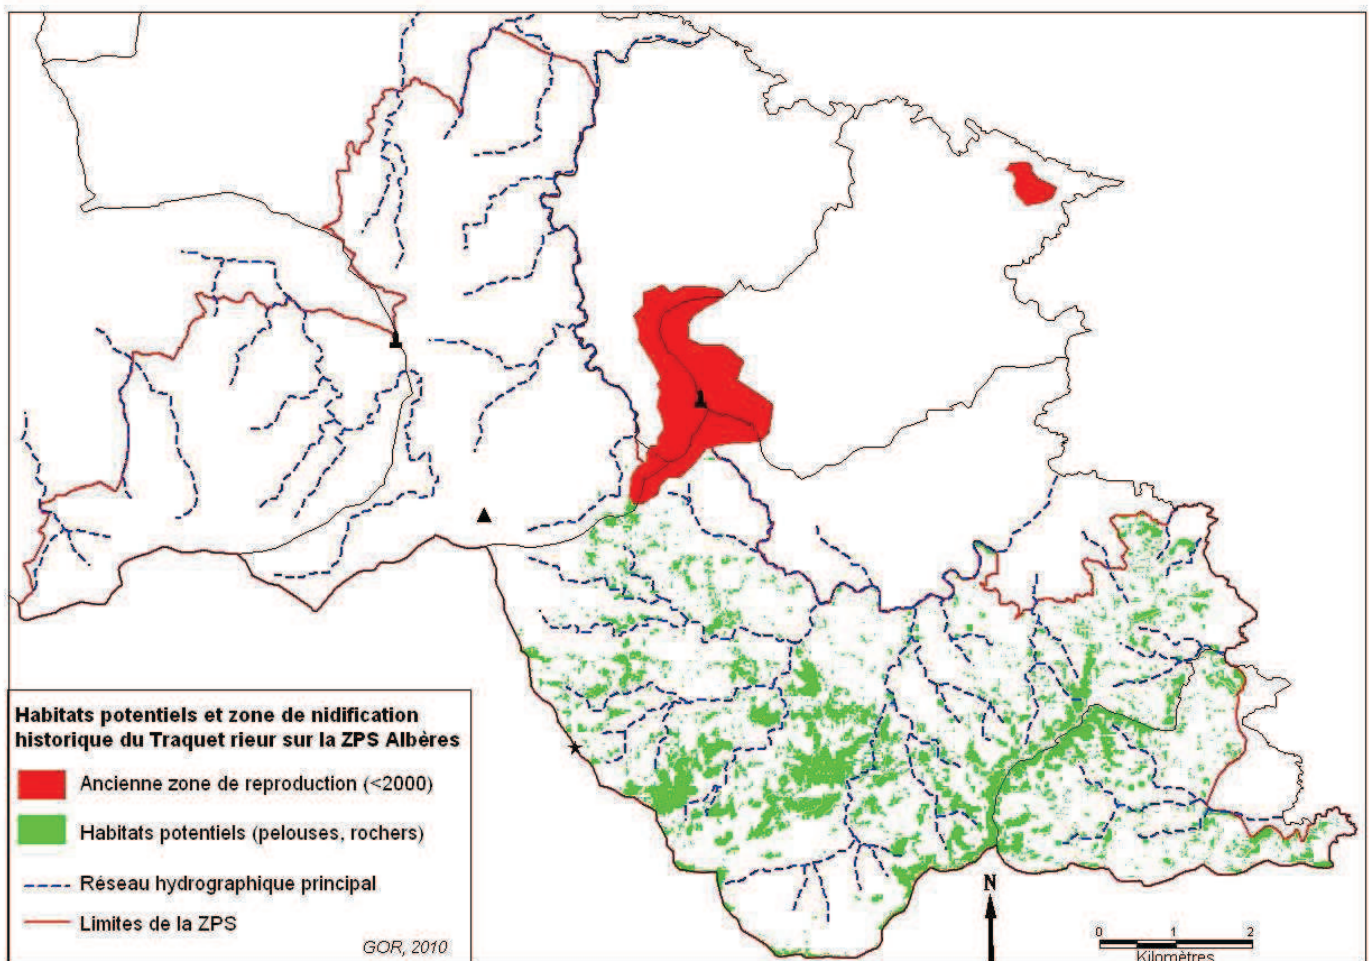 Habitats potentiels et zone de nidification
historique du Traquet rieur sur la ZPS Albères
Ancienne zone de reproduction (<2000)
Habitats potentiels (pelouses, rochers)
Réseau hydrographique principal
Limites de la ZPS
GOR, 2010
N
0 1 2
Kilomètres